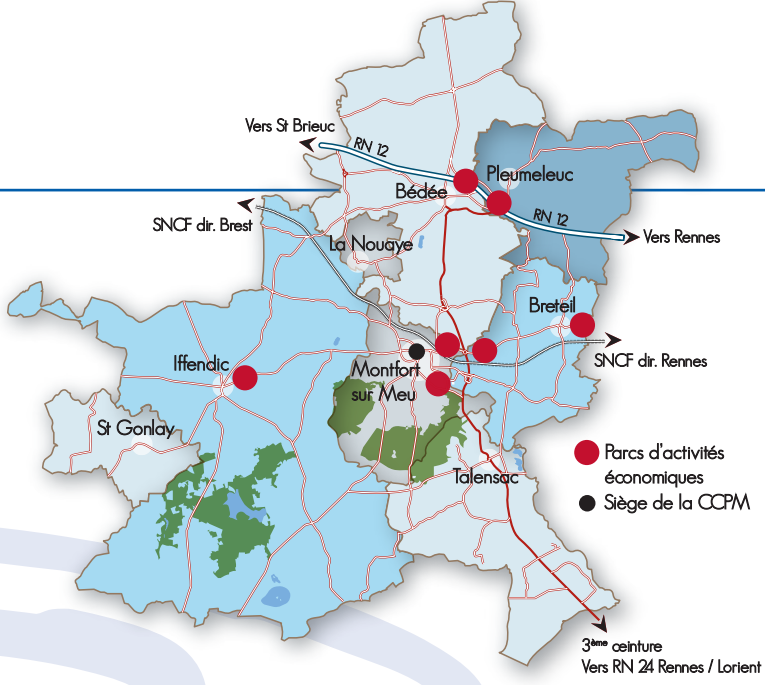 Vers St Brieuc
RN 12
Pleumeleuc
Bédée
SNCF dir. Brest
RN 12
Vers Rennes
La Nouaye
Breteil
SNCF dir. Rennes
Iffendic
Montfort
sur Meu
St Gonlay
Talensac
Parcs d'activités
économiques
Siège de la CCPM
3ème ceinture
Vers RN 24 Rennes / Lorient